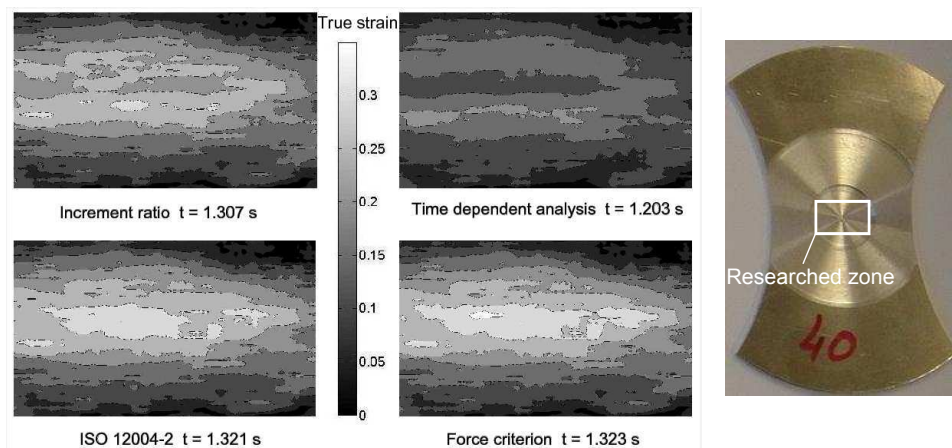 True strain
0.3
0.25
0.2
0.15
0.1
0.05
0
Increment ratio t = 1.307 s
Time dependent analysis t = 1.203 s
ISO 12004-2 t = 1.321 s
Force criterion t = 1.323 s
Researched zone
40